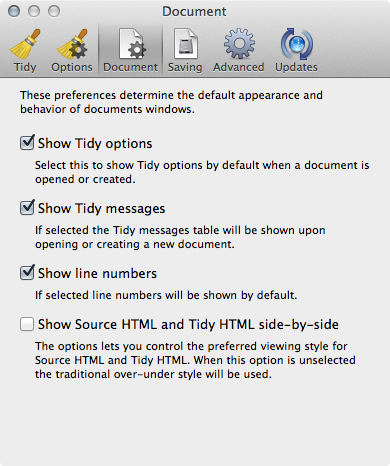 Document
Tidy Options Document Saving Advanced Updates
These preferences determine the default appearance and
behavior of documents windows.
Show Tidy options
Select this to show Tidy options by default when a document is
opened or created.
Show Tidy messages
If selected the Tidy messages table will be shown upon
opening or creating a new document.
Show line numbers
If selected line numbers will be shown by default.
Show Source HTML and Tidy HTML side-by-side
The options lets you control the preferred viewing style for
Source HTML and Tidy HTML. When this option is unselected
the traditional over-under style will be used.